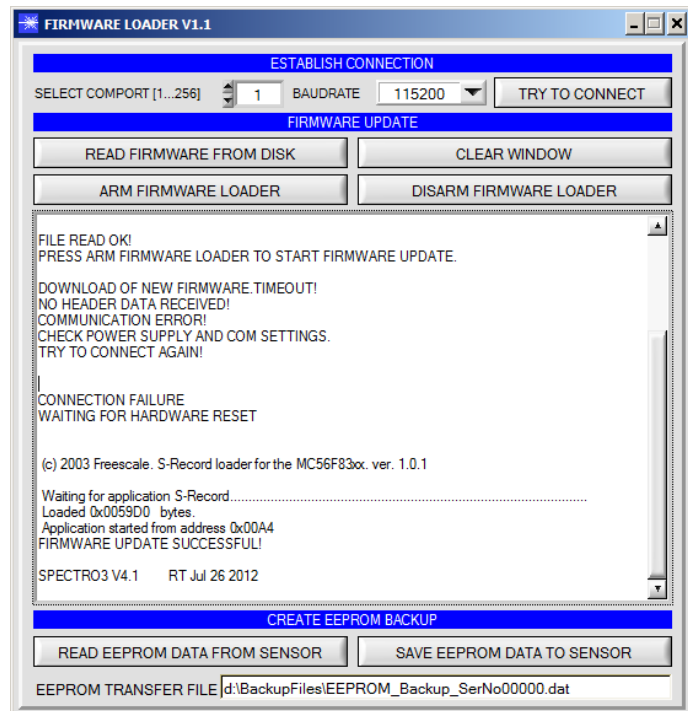 FIRMWARE LOADER V1.1
ESTABLISH CONNECTION
SELECT COMPORT [1...256] 1 BAUDRATE 115200 TRY TO CONNECT
FIRMWARE UPDATE
READ FIRMWARE FROM DISK CLEAR WINDOW
ARM FIRMWARE LOADER DISARM FIRMWARE LOADER
FILE READ OK!
PRESS ARM FIRMWARE LOADER TO START FIRMWARE UPDATE.
DOWNLOAD OF NEW FIRMWARE.TIMEOUT!
NO HEADER DATA RECEIVED!
COMMUNICATION ERROR!
CHECK POWER SUPPLY AND COM SETTINGS.
TRY TO CONNECT AGAIN!
CONNECTION FAILURE
WAITING FOR HARDWARE RESET
(c) 2003 Freescale. S-Record loader for the MC56F83xx. ver. 1.0.1
Waiting for application S-Record.......................................................................................
Loaded 0x0059D0 bytes.
Application started from address 0x00A4
FIRMWARE UPDATE SUCCESSFUL!
SPECTRO3 V4.1 RT Jul 26 2012
CREATE EEPROM BACKUP
READ EEPROM DATA FROM SENSOR SAVE EEPROM DATA TO SENSOR
EEPROM TRANSFER FILE d:\BackupFiles\EEPROM_Backup_SerNo00000.dat